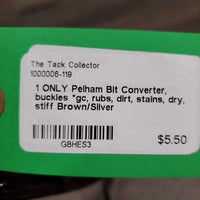 The Tack Collector
1000006-119
1 ONLY Pelham Bit Converter,
buckles *gc, rubs, dirt, stains, dry,
stiff Brown/Silver
GBHES3
$5.50